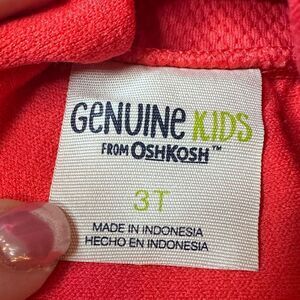 GENUINE KIDS
FROM OSHKOSH™
3T
MADE IN INDONESIA
HECHO EN INDONESIA